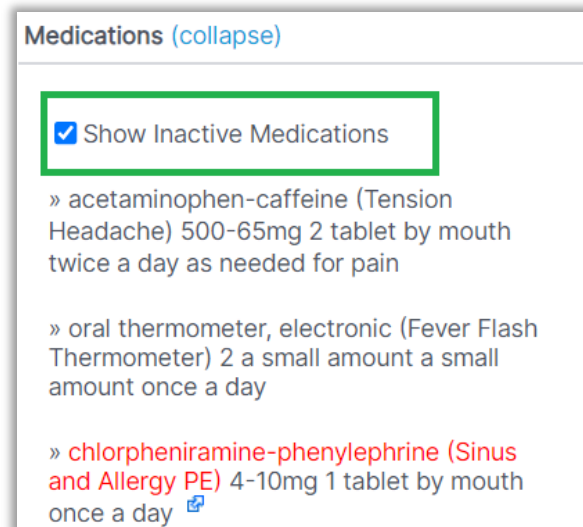 Medications (collapse)
Show Inactive Medications
» acetaminophen-caffeine (Tension
Headache) 500-65mg 2 tablet by mouth
twice a day as needed for pain
» oral thermometer, electronic (Fever Flash
Thermometer) 2 a small amount a small
amount once a day
» chlorpheniramine-phenylephrine (Sinus
and Allergy PE) 4-10mg 1 tablet by mouth
once a day